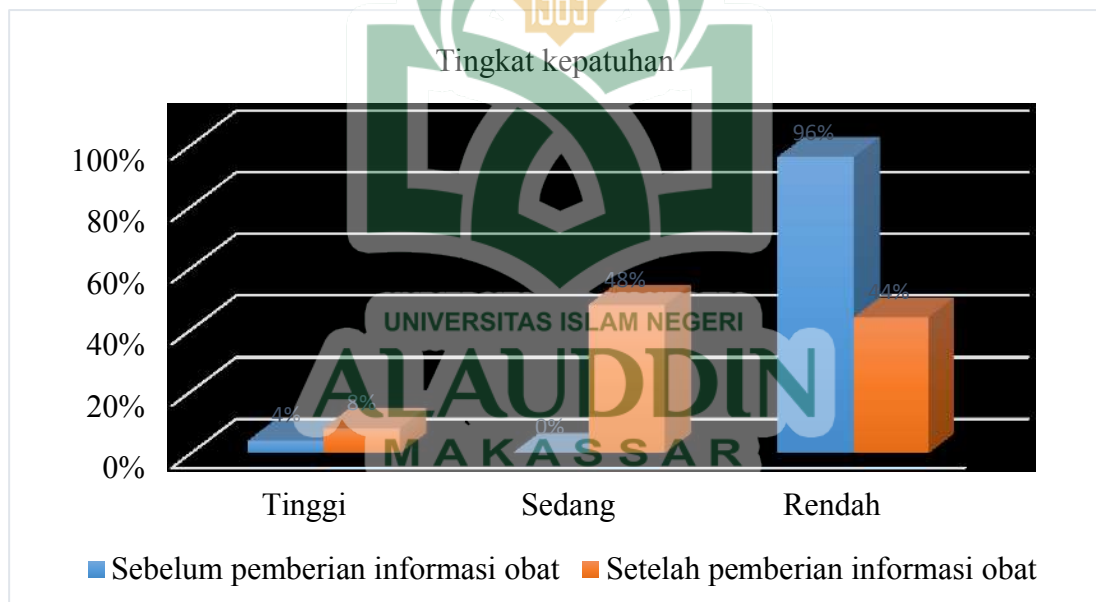 1965
Tingkat kepatuhan
96%
100%
80%
60%
48%
44%
UNIVERSITAS ISLAM NEGERI
40%
ALAUDDIN
20%
4%
8%
0%
MAKASSAR
0%
Tinggi
Sedang
Rendah
Sebelum pemberian informasi obat
Setelah pemberian informasi obat